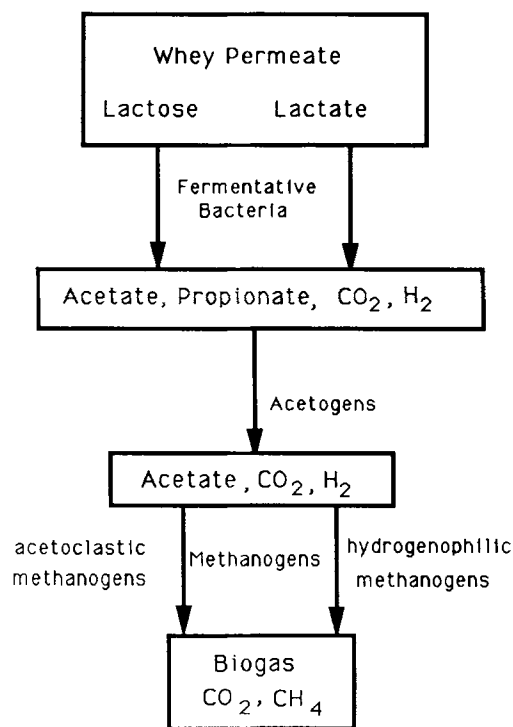 Whey Permeate
Lactose Lactate
Fermentative
Bacteria
Acetate, Propionate, CO₂, H₂
Acetogens
Acetate, CO₂, H₂
acetoclastic
methanogens
Methanogens
hydrogenophilic
methanogens
Biogas
CO₂, CH₄